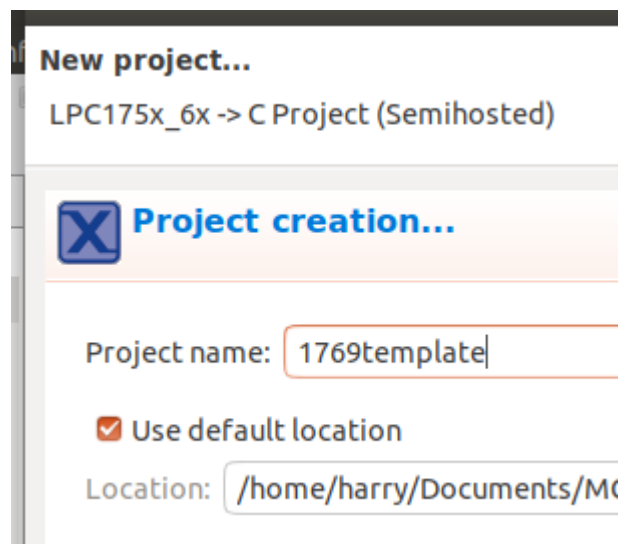 New project...
LPC175x_6x -> C Project (Semihosted)
Project creation...
Project name: 1769template
Use default location
Location: /home/harry/Documents/